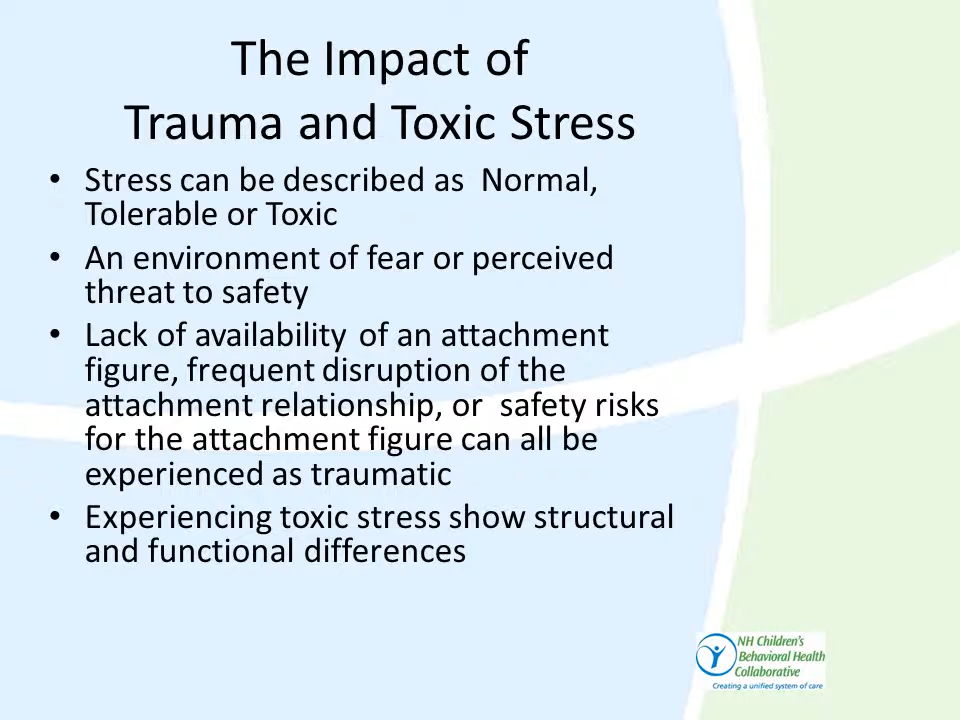 The Impact of
Trauma and Toxic Stress
• Stress can be described as  Normal,
Tolerable or Toxic
• An environment of fear or perceived
threat to safety
• Lack of availability of an attachment
figure, frequent disruption of the
attachment relationship, or  safety risks
for the attachment figure can all be
experienced as traumatic
• Experiencing toxic stress show structural
and functional differences
NH Children's
Behavioral Health
Collaborative
Creating a unified system of care